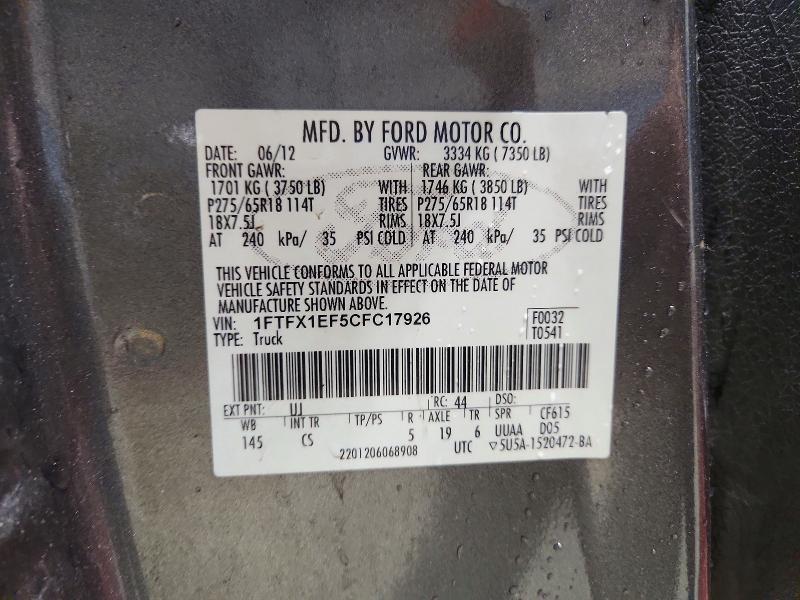 MFD. BY FORD MOTOR CO.
DATE: 06/12 GVWR: 3334 KG ( 7350 LB)
FRONT GAWR: REAR GAWR:
1701 KG ( 3750 LB) WITH 1746 KG ( 3850 LB) WITH
P275/65R18 114T TIRES P275/65R18 114T TIRES
18X7.5J RIMS 18X7.5J RIMS
AT 240 kPa/ 35 PSI COLD AT 240 kPa/ 35 PSI COLD
THIS VEHICLE CONFORMS TO ALL APPLICABLE FEDERAL MOTOR
VEHICLE SAFETY STANDARDS IN EFFECT ON THE DATE OF
MANUFACTURE SHOWN ABOVE.
VIN: 1FTFX1EF5CFC17926 F0032
TYPE: Truck T0541
EXT PNT: UJ RC: 44 DSO:
WB INT TR TP/PS R AXLE TR SPR CF615
145 CS 5 19 6 UUAA D05
2201206068908 UTC ▽5U5A-1520472-BA